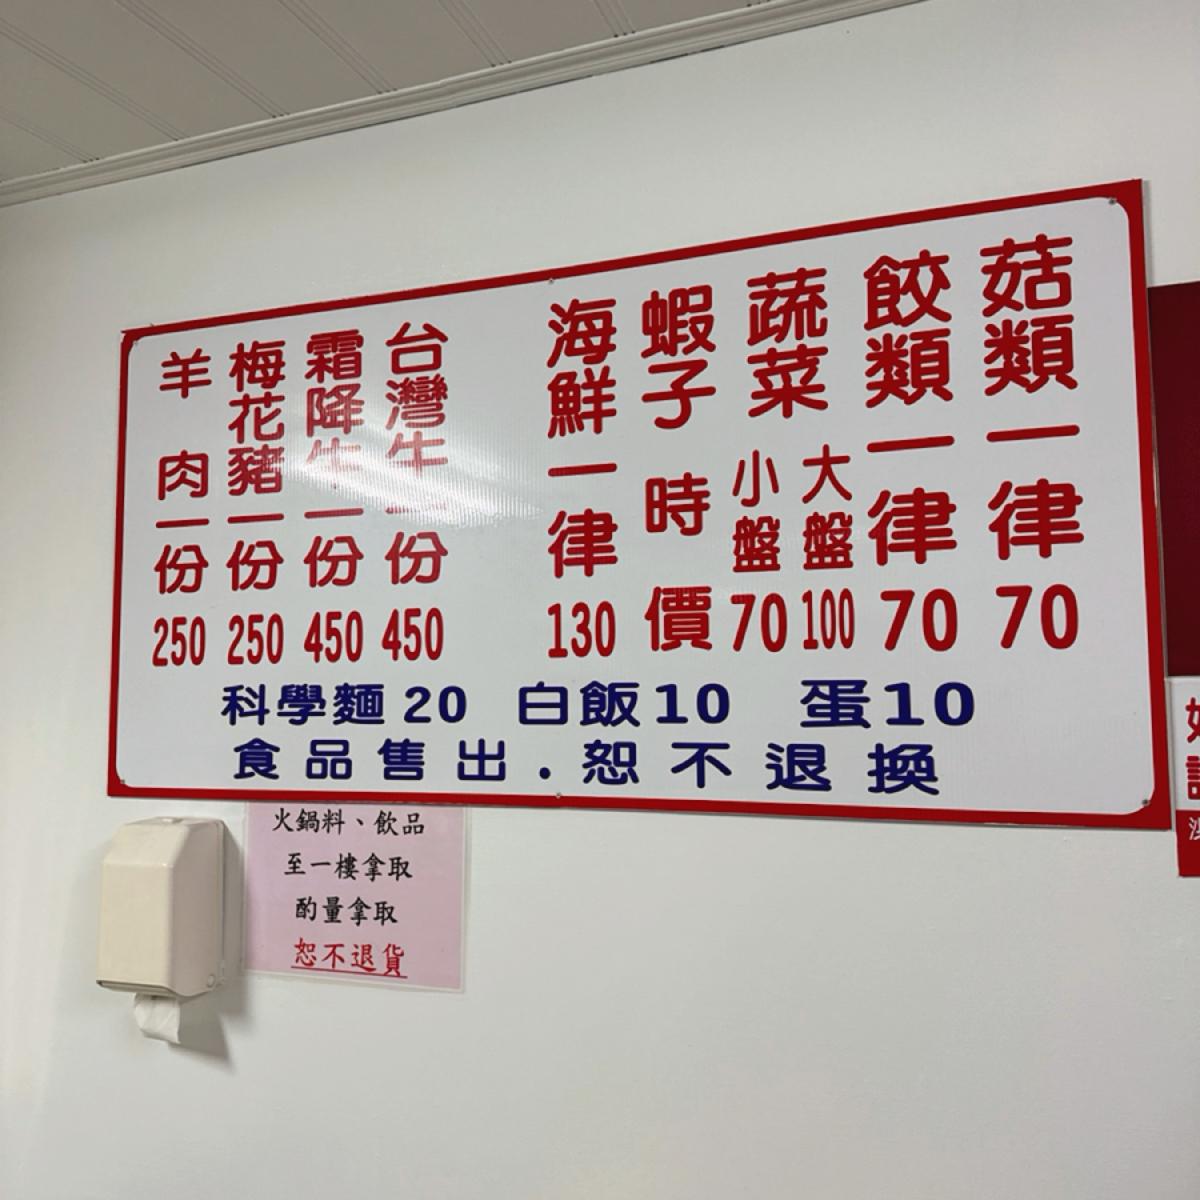 菇類一律70
餃類一律70
蔬菜
大盤100
小盤70
蝦子時價
海鮮一律130
台灣牛一份450
霜降牛一份450
梅花豬一份250
羊肉一份250
科學麵20 白飯10 蛋10
食品售出.恕不退換
火鍋料、飲品
至一樓拿取
酌量拿取
恕不退貨